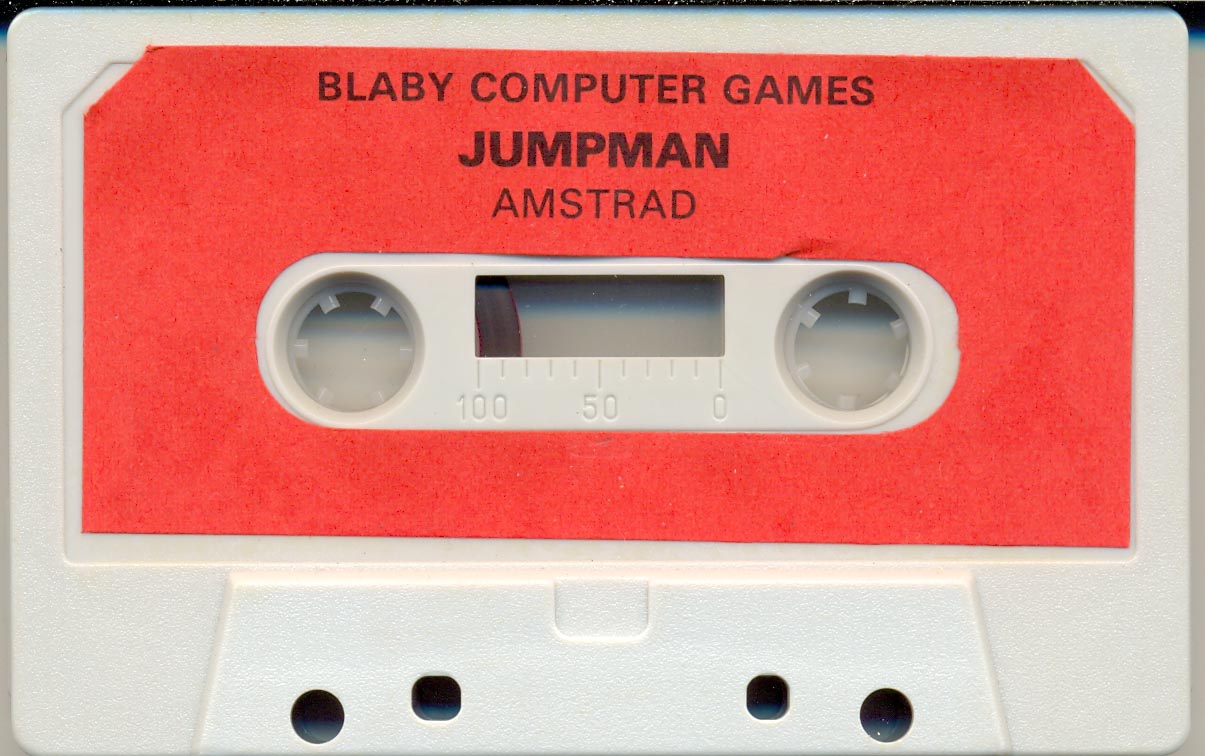 BLABY COMPUTER GAMES
JUMPMAN
AMSTRAD
100 50 0